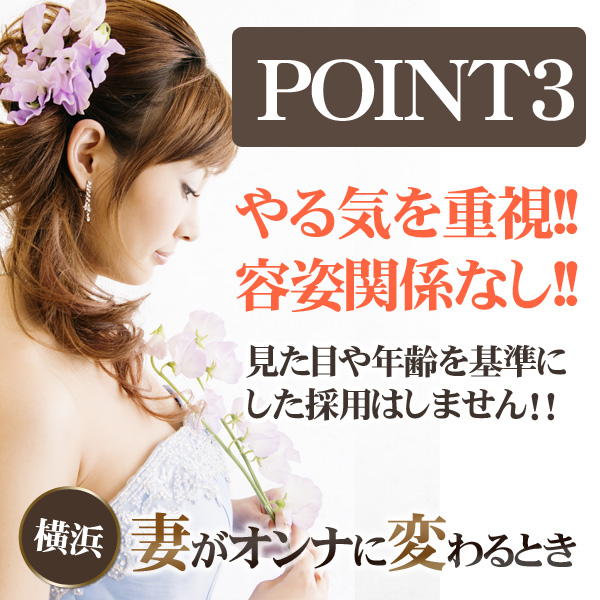 POINT3
やる気を重視!!
容姿関係なし!!
見た目や年齢を基準に
した採用はしません!!
横浜
妻がオンナに変わるとき